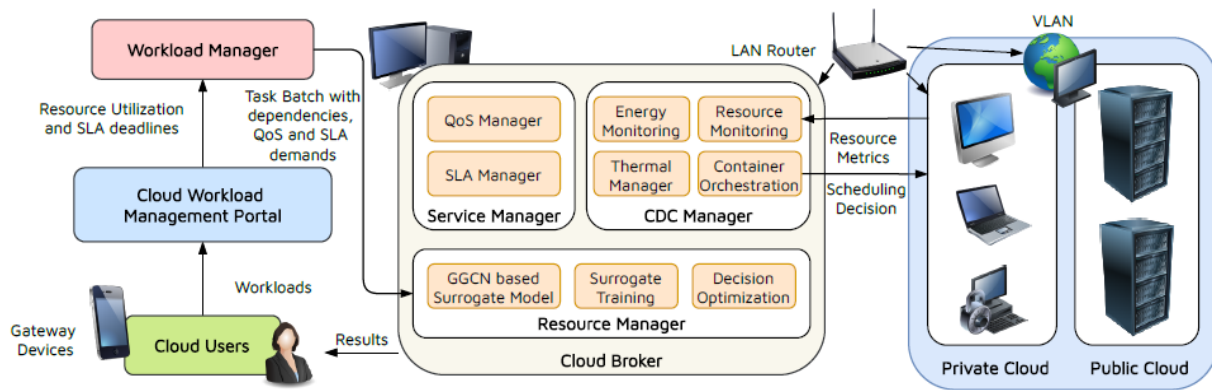 Workload Manager
Resource Utilization
and SLA deadlines
Task Batch with
dependencies,
QoS and SLA
demands
Cloud Workload
Management Portal
Workloads
Gateway
Devices
Cloud Users
Results
QoS Manager
SLA Manager
Service Manager
Energy
Monitoring
Resource
Monitoring
Thermal
Manager
Container
Orchestration
CDC Manager
GGCN based
Surrogate Model
Surrogate
Training
Decision
Optimization
Resource Manager
Cloud Broker
LAN Router
VLAN
Resource
Metrics
Scheduling
Decision
Private Cloud
Public Cloud